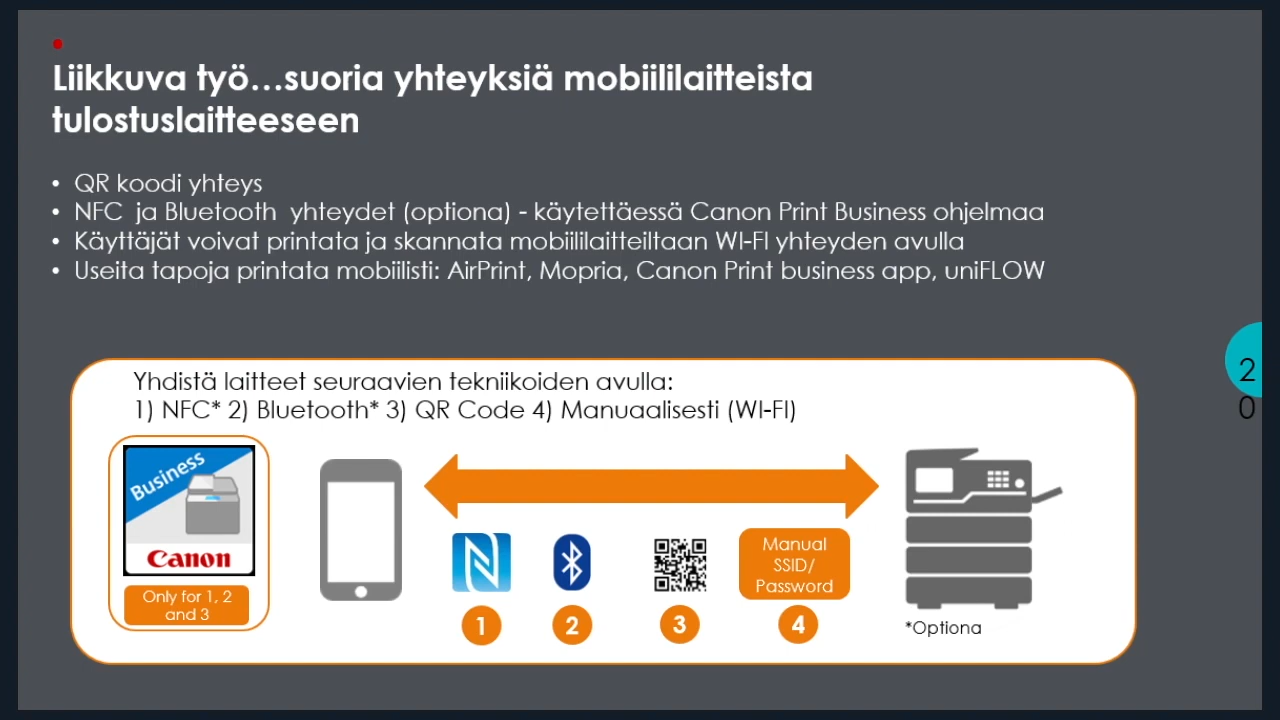 Liikkuva työ...suoria yhteyksiä mobiililaitteista
tulostuslaitteeseen
• QR koodi yhteys
• NFC ja Bluetooth yhteydet (optiona) - käytettäessä Canon Print Business ohjelmaa
• Käyttäjät voivat printata ja skannata mobiililaitteiltaan WI-FI yhteyden avulla
• Useita tapoja printata mobiilisti: AirPrint, Mopria, Canon Print business app, uniFLOW
2
0
Yhdistä laitteet seuraavien tekniikoiden avulla:
1) NFC* 2) Bluetooth* 3) QR Code 4) Manuaalisesti (WI-FI)
Business
Canon
Only for 1, 2
and 3
Manual
SSID/
Password
1
2
3
4
*Optiona